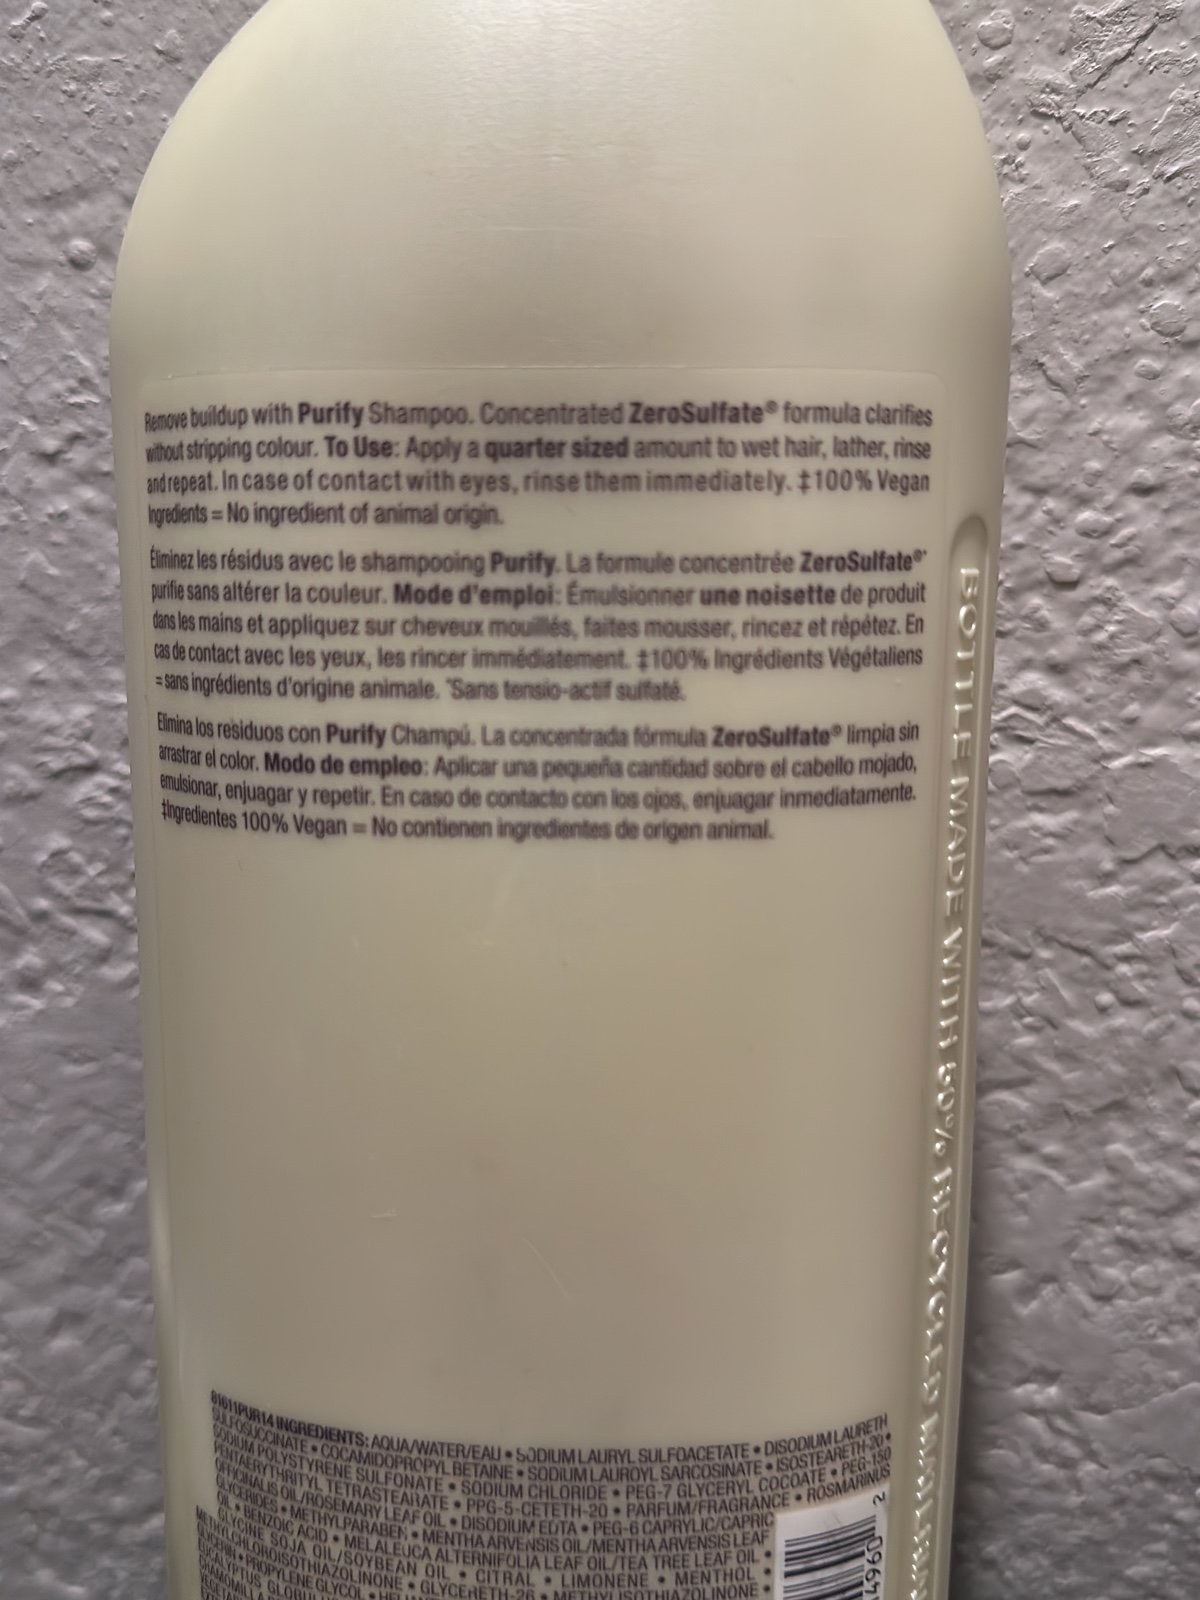 Remove buildup with Purify Shampoo. Concentrated ZeroSulfate® formula clarifies
without stripping colour. To Use: Apply a quarter sized amount to wet hair, lather, rinse
and repeat. In case of contact with eyes, rinse them immediately. ‡100% Vegan
Ingredients = No ingredient of animal origin.
Éliminez les résidus avec le shampooing Purify. La formule concentrée ZeroSulfate®*
purifie sans altérer la couleur. Mode d'emploi: Émulsionner une noisette de produit
dans les mains et appliquez sur cheveux mouillés, faites mousser, rincez et répétez. En
cas de contact avec les yeux, les rincer immédiatement. ‡100% Ingrédients Végétaliens
= sans ingrédients d'origine animale. *Sans tensio-actif sulfaté.
Elimina los residuos con Purify Champú. La concentrada fórmula ZeroSulfate® limpia sin
arrastrar el color. Modo de empleo: Aplicar una pequeña cantidad sobre el cabello mojado,
emulsionar, enjuagar y repetir. En caso de contacto con los ojos, enjuagar inmediatamente.
‡Ingredientes 100% Vegan = No contienen ingredientes de origen animal.
BOTTLE MADE WITH 50% RECYCLED
81611PUR14 INGREDIENTS: AQUA/WATER/EAU • SODIUM LAURYL SULFOACETATE • DISODIUM LAURETH
SULFOSUCCINATE • COCAMIDOPROPYL BETAINE • SODIUM LAUROYL SARCOSINATE • ISOSTEARETH-20 •
SODIUM POLYSTYRENE SULFONATE • SODIUM CHLORIDE • PEG-7 GLYCERYL COCOATE • PEG-150
PENTAERYTHRITYL TETRASTEARATE • PPG-5-CETETH-20 • PARFUM/FRAGRANCE • ROSMARINUS
OFFICINALIS OIL/ROSEMARY LEAF OIL • DISODIUM EDTA • PEG-6 CAPRYLIC/CAPRIC
GLYCERIDES • METHYLPARABEN • MENTHA ARVENSIS OIL/MENTHA ARVENSIS LEAF
OIL • BENZOIC ACID • MELALEUCA ALTERNIFOLIA LEAF OIL/TEA TREE LEAF OIL •
GLYCINE SOJA OIL/SOYBEAN OIL • CITRAL • LIMONENE • MENTHOL •
METHYLCHLOROISOTHIAZOLINONE • GLYCERETH-26 • METHYLISOTHIAZOLINONE •
GLYCERIN • PROPYLENE GLYCOL •
EUCALYPTUS
2
14960